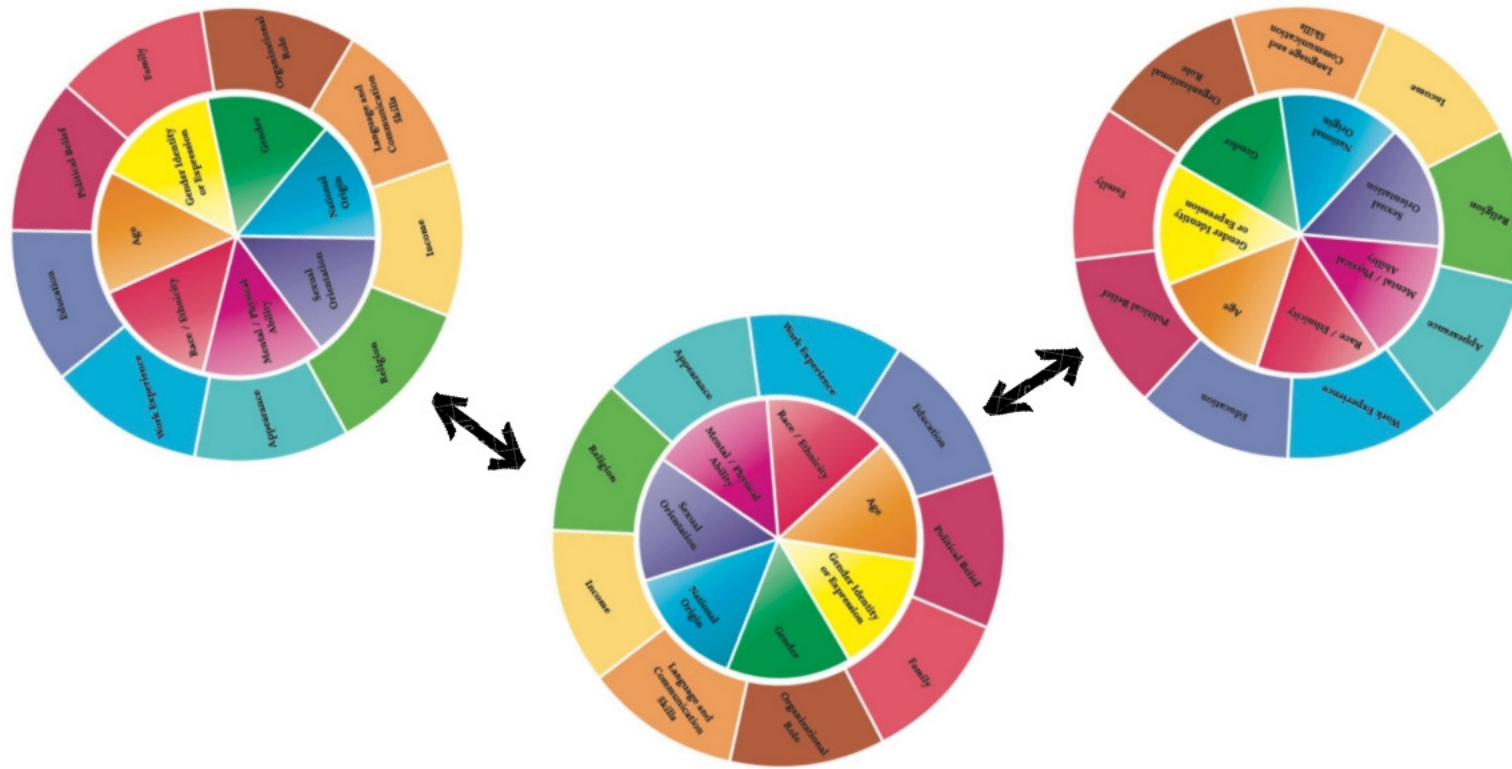 Organizational
Role
Language and
Communication
Skills
Income
Religion
Appearance
Work Experience
Education
Political Belief
Family
Gender
National
Origin
Sexual
Orientation
Mental / Physical
Ability
Race / Ethnicity
Age
Gender Identity
or Expression
Work Experience
Education
Political Belief
Family
Organizational
Role
Language and
Communication
Skills
Income
Religion
Appearance
Race / Ethnicity
Age
Gender Identity
or Expression
Gender
National
Origin
Sexual
Orientation
Mental / Physical
Ability
Language and
Communication
Skills
Income
Religion
Appearance
Work Experience
Education
Political Belief
Family
Organizational
Role
National
Origin
Sexual
Orientation
Mental / Physical
Ability
Race / Ethnicity
Age
Gender Identity
or Expression
Gender